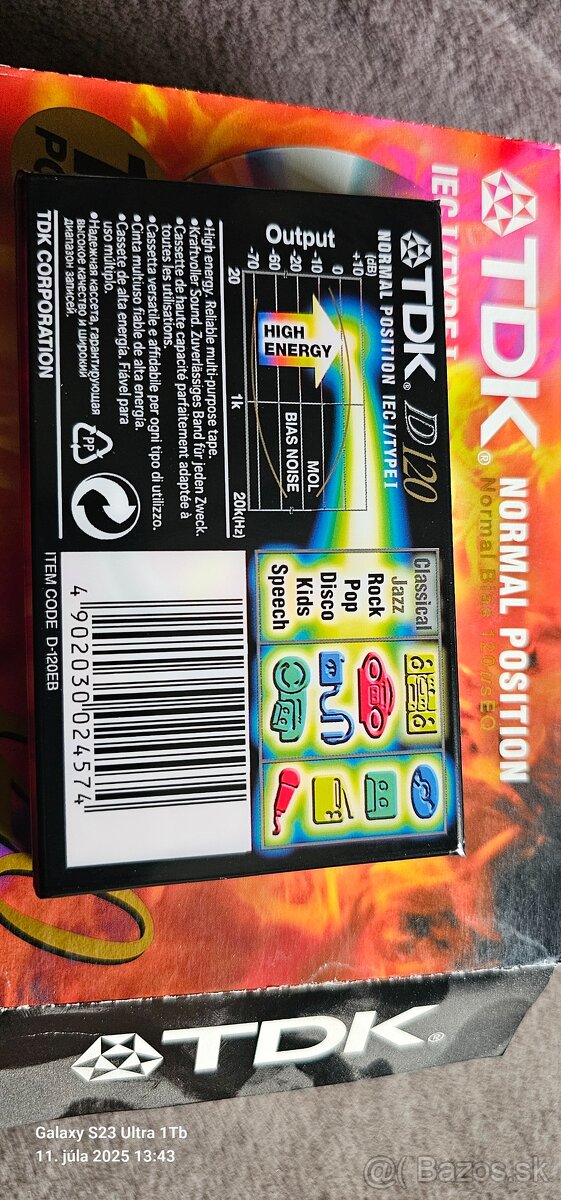 TDK®
NORMAL POSITION
IEC I/TYPE I
Normal Bias 120μsEQ
TDK® D120
NORMAL POSITION IEC I/TYPE I
(dB)
+10
0
-10
-20
-60
-70
Output
HIGH
ENERGY
MOL
BIAS NOISE
20
1k
20k(Hz)
•High energy. Reliable multi-purpose tape.
•Kraftvoller Sound. Zuverlässiges Band für jeden Zweck.
•Cassette de haute capacité parfaitement adaptée à
toutes les utilisations.
•Cassetta versatile e affidabile per ogni tipo di utilizzo.
•Cinta multiuso fiable de alta energía.
•Cassete de alta energia. Fiável para
uso múltiplo.
•Надежная кассета, гарантирующая
высокое качество и широкий
диапазон записей.
TDK CORPORATION
PP
Classical
Jazz
Rock
Pop
Disco
Kids
Speech
4 902030 024574
ITEM CODE D-120EB
TDK®
Galaxy S23 Ultra 1Tb
11. júla 2025 13:43
@( Bazos.sk